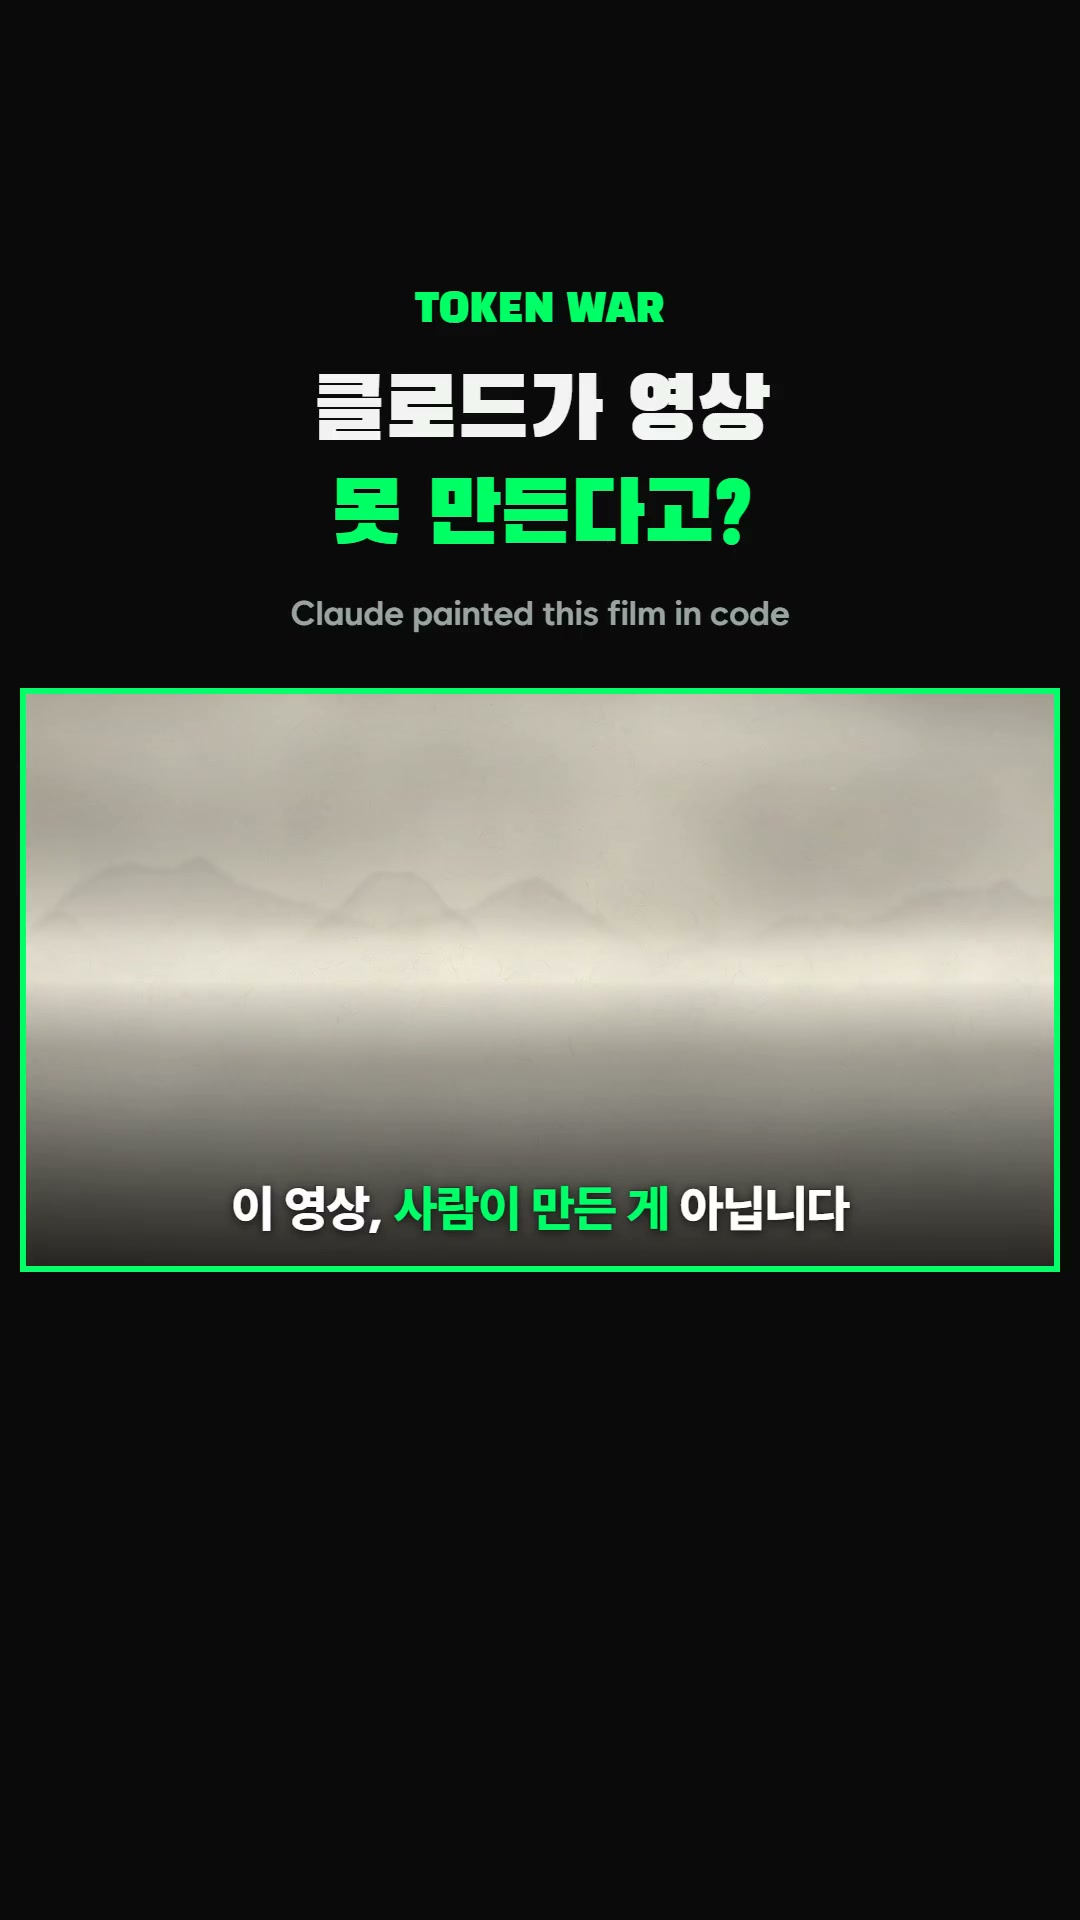 TOKEN WAR
클로드가 영상
못 만든다고?
Claude painted this film in code
이 영상, 사람이 만든 게 아닙니다